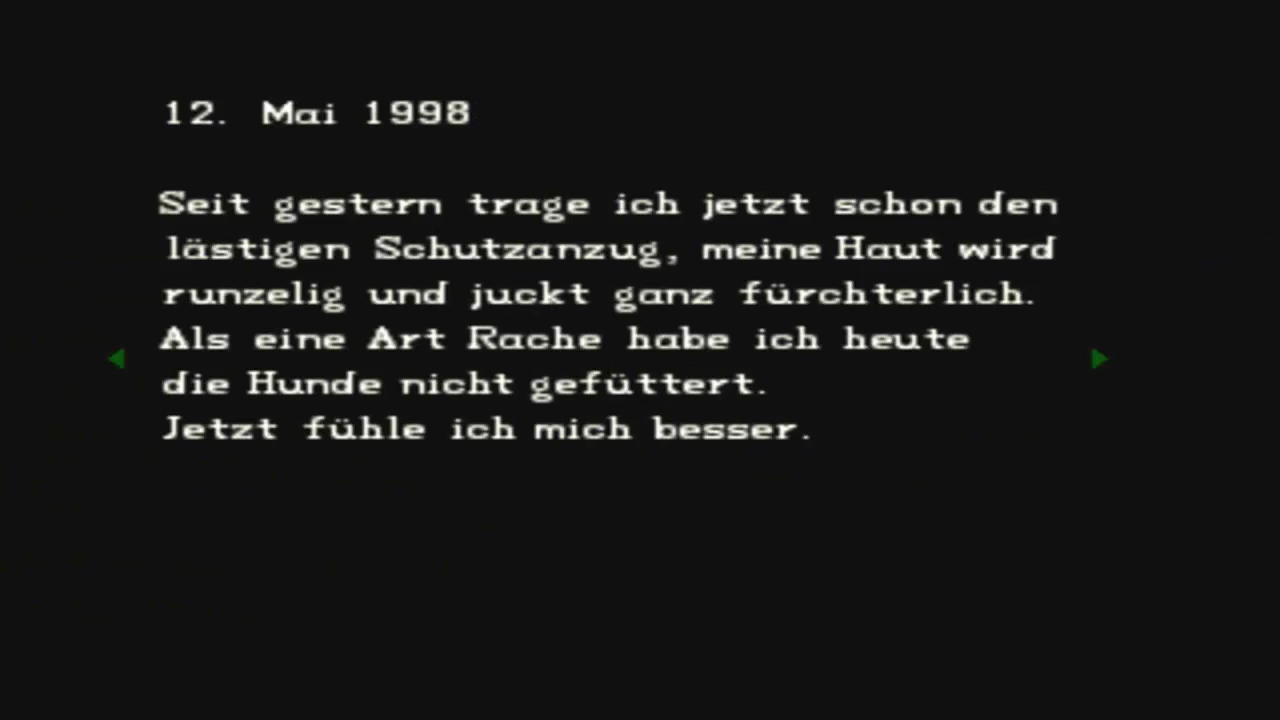 12. Mai 1998
Seit gestern trage ich jetzt schon den
lästigen Schutzanzug, meine Haut wird
runzelig und juckt ganz fürchterlich.
Als eine Art Rache habe ich heute
die Hunde nicht gefüttert.
Jetzt fühle ich mich besser.